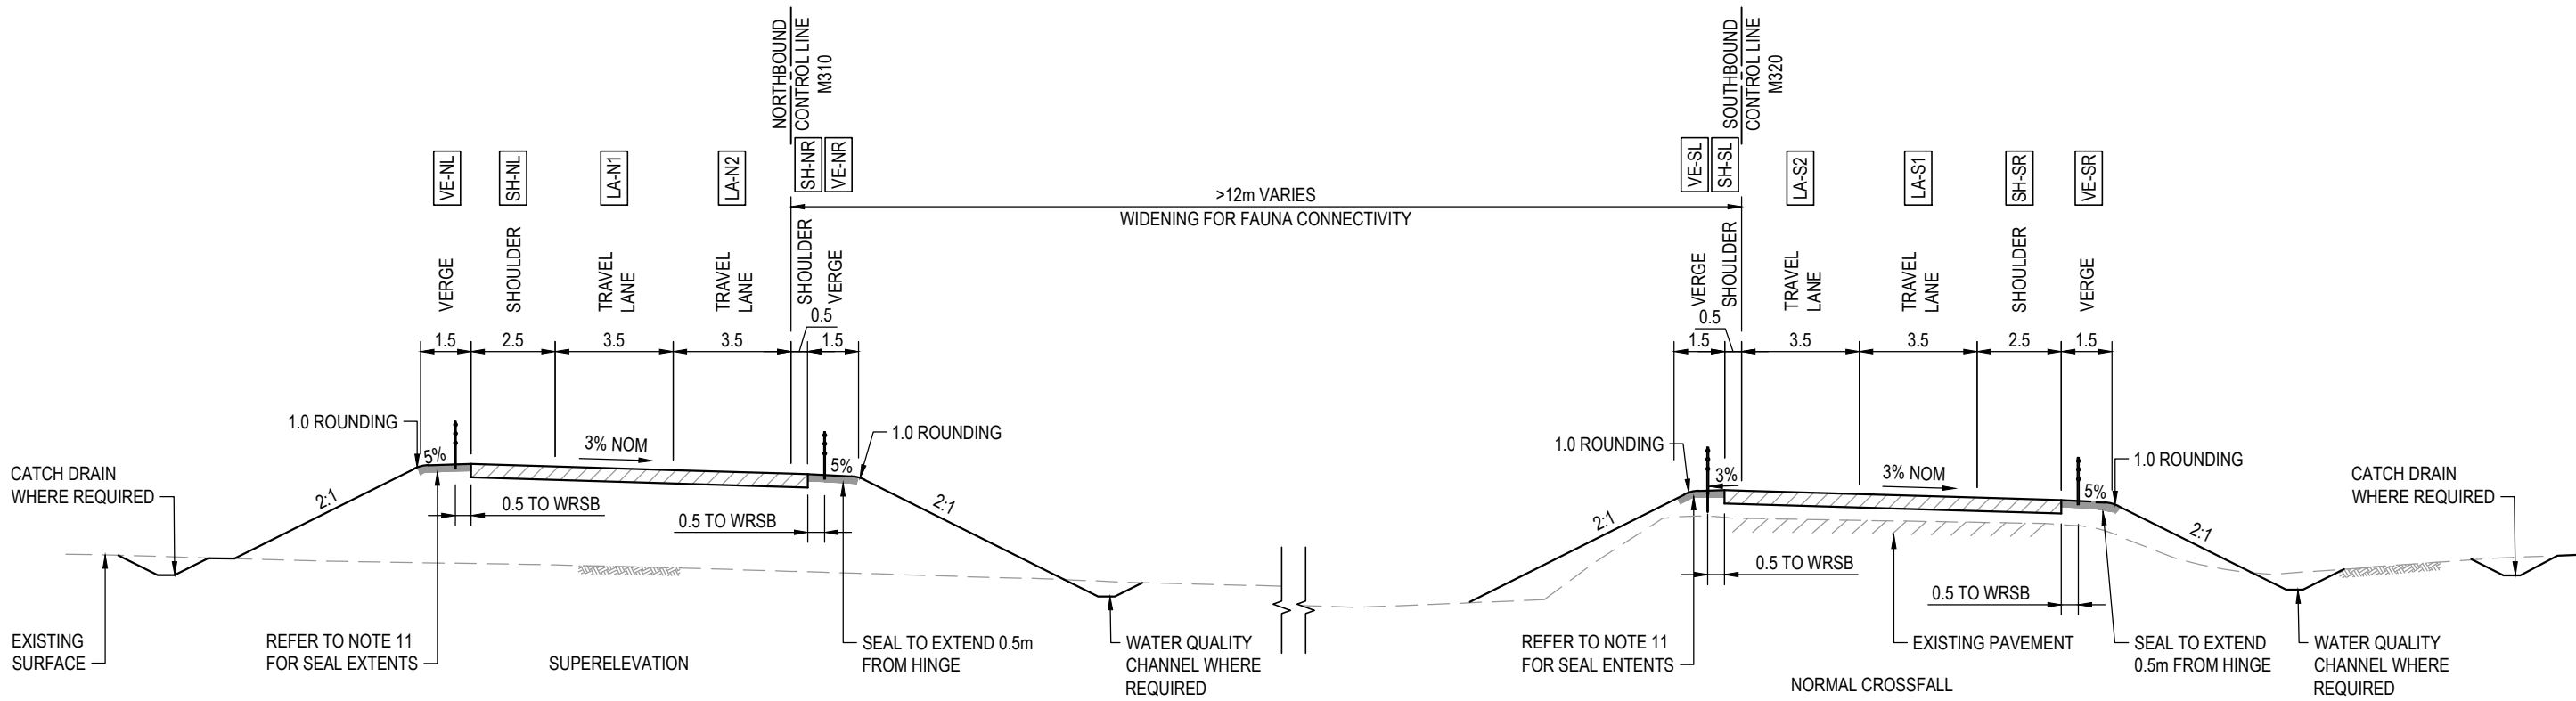 NORTHBOUND
CONTROL LINE
M310
SOUTHBOUND
CONTROL LINE
M320
VE-NL
SH-NL
LA-N1
LA-N2
SH-NR
VE-NR
VE-SL
SH-SL
LA-S2
LA-S1
SH-SR
VE-SR
>12m VARIES
WIDENING FOR FAUNA CONNECTIVITY
VERGE
SHOULDER
TRAVEL
LANE
TRAVEL
LANE
SHOULDER
VERGE
VERGE
SHOULDER
TRAVEL
LANE
TRAVEL
LANE
SHOULDER
VERGE
1.5
2.5
3.5
3.5
0.5
1.5
1.5
0.5
3.5
3.5
2.5
1.5
1.0 ROUNDING
5%
3% NOM
5%
1.0 ROUNDING
1.0 ROUNDING
3%
3% NOM
5%
1.0 ROUNDING
CATCH DRAIN
WHERE REQUIRED
2:1
0.5 TO WRSB
0.5 TO WRSB
2:1
2:1
0.5 TO WRSB
0.5 TO WRSB
2:1
CATCH DRAIN
WHERE REQUIRED
EXISTING
SURFACE
REFER TO NOTE 11
FOR SEAL EXTENTS
SUPERELEVATION
SEAL TO EXTEND 0.5m
FROM HINGE
WATER QUALITY
CHANNEL WHERE
REQUIRED
REFER TO NOTE 11
FOR SEAL ENTENTS
EXISTING PAVEMENT
NORMAL CROSSFALL
SEAL TO EXTEND
0.5m FROM HINGE
WATER QUALITY
CHANNEL WHERE
REQUIRED